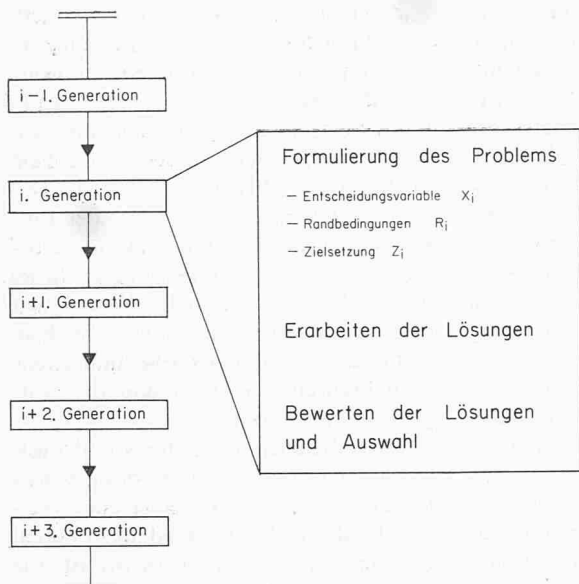 i–1. Generation
i. Generation
i+1. Generation
i+2. Generation
i+3. Generation
Formulierung des Problems
– Entscheidungsvariable Xi
– Randbedingungen Ri
– Zielsetzung Zi
Erarbeiten der Lösungen
Bewerten der Lösungen
und Auswahl